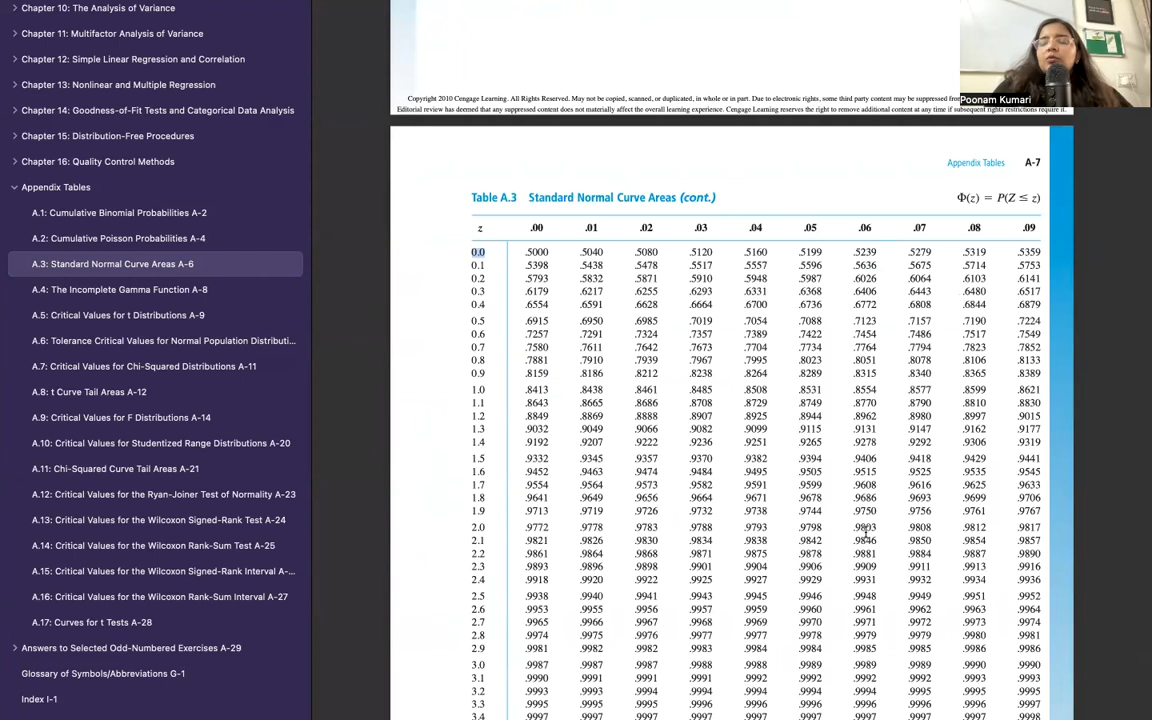 Chapter 10: The Analysis of Variance
Chapter 11: Multifactor Analysis of Variance
Chapter 12: Simple Linear Regression and Correlation
Chapter 13: Nonlinear and Multiple Regression
Chapter 14: Goodness-of-Fit Tests and Categorical Data Analysis
Chapter 15: Distribution-Free Procedures
Chapter 16: Quality Control Methods
Appendix Tables
A.1: Cumulative Binomial Probabilities A-2
A.2: Cumulative Poisson Probabilities A-4
A.3: Standard Normal Curve Areas A-6
A.4: The Incomplete Gamma Function A-8
A.5: Critical Values for t Distributions A-9
A.6: Tolerance Critical Values for Normal Population Distributi...
A.7: Critical Values for Chi-Squared Distributions A-11
A.8: t Curve Tail Areas A-12
A.9: Critical Values for F Distributions A-14
A.10: Critical Values for Studentized Range Distributions A-20
A.11: Chi-Squared Curve Tail Areas A-21
A.12: Critical Values for the Ryan-Joiner Test of Normality A-23
A.13: Critical Values for the Wilcoxon Signed-Rank Test A-24
A.14: Critical Values for the Wilcoxon Rank-Sum Test A-25
A.15: Critical Values for the Wilcoxon Signed-Rank Interval A-...
A.16: Critical Values for the Wilcoxon Rank-Sum Interval A-27
A.17: Curves for t Tests A-28
Answers to Selected Odd-Numbered Exercises A-29
Glossary of Symbols/Abbreviations G-1
Index I-1
Copyright 2010 Cengage Learning. All Rights Reserved. May not be copied, scanned, or duplicated, in whole or in part. Due to electronic rights, some third party content may be suppressed
Editorial review has deemed that any suppressed content does not materially affect the overall learning experience. Cengage Learning reserves the right to remove additional content at any time if subsequent rights restrictions require it.
Poonam Kumari
Appendix Tables A-7
Table A.3 Standard Normal Curve Areas (cont.) Φ(z) = P(Z ≤ z)
z .00 .01 .02 .03 .04 .05 .06 .07 .08 .09
0.0 .5000 .5040 .5080 .5120 .5160 .5199 .5239 .5279 .5319 .5359
0.1 .5398 .5438 .5478 .5517 .5557 .5596 .5636 .5675 .5714 .5753
0.2 .5793 .5832 .5871 .5910 .5948 .5987 .6026 .6064 .6103 .6141
0.3 .6179 .6217 .6255 .6293 .6331 .6368 .6406 .6443 .6480 .6517
0.4 .6554 .6591 .6628 .6664 .6700 .6736 .6772 .6808 .6844 .6879
0.5 .6915 .6950 .6985 .7019 .7054 .7088 .7123 .7157 .7190 .7224
0.6 .7257 .7291 .7324 .7357 .7389 .7422 .7454 .7486 .7517 .7549
0.7 .7580 .7611 .7642 .7673 .7704 .7734 .7764 .7794 .7823 .7852
0.8 .7881 .7910 .7939 .7967 .7995 .8023 .8051 .8078 .8106 .8133
0.9 .8159 .8186 .8212 .8238 .8264 .8289 .8315 .8340 .8365 .8389
1.0 .8413 .8438 .8461 .8485 .8508 .8531 .8554 .8577 .8599 .8621
1.1 .8643 .8665 .8686 .8708 .8729 .8749 .8770 .8790 .8810 .8830
1.2 .8849 .8869 .8888 .8907 .8925 .8944 .8962 .8980 .8997 .9015
1.3 .9032 .9049 .9066 .9082 .9099 .9115 .9131 .9147 .9162 .9177
1.4 .9192 .9207 .9222 .9236 .9251 .9265 .9278 .9292 .9306 .9319
1.5 .9332 .9345 .9357 .9370 .9382 .9394 .9406 .9418 .9429 .9441
1.6 .9452 .9463 .9474 .9484 .9495 .9505 .9515 .9525 .9535 .9545
1.7 .9554 .9564 .9573 .9582 .9591 .9599 .9608 .9616 .9625 .9633
1.8 .9641 .9649 .9656 .9664 .9671 .9678 .9686 .9693 .9699 .9706
1.9 .9713 .9719 .9726 .9732 .9738 .9744 .9750 .9756 .9761 .9767
2.0 .9772 .9778 .9783 .9788 .9793 .9798 .9803 .9808 .9812 .9817
2.1 .9821 .9826 .9830 .9834 .9838 .9842 .9846 .9850 .9854 .9857
2.2 .9861 .9864 .9868 .9871 .9875 .9878 .9881 .9884 .9887 .9890
2.3 .9893 .9896 .9898 .9901 .9904 .9906 .9909 .9911 .9913 .9916
2.4 .9918 .9920 .9922 .9925 .9927 .9929 .9931 .9932 .9934 .9936
2.5 .9938 .9940 .9941 .9943 .9945 .9946 .9948 .9949 .9951 .9952
2.6 .9953 .9955 .9956 .9957 .9959 .9960 .9961 .9962 .9963 .9964
2.7 .9965 .9966 .9967 .9968 .9969 .9970 .9971 .9972 .9973 .9974
2.8 .9974 .9975 .9976 .9977 .9977 .9978 .9979 .9979 .9980 .9981
2.9 .9981 .9982 .9982 .9983 .9984 .9984 .9985 .9985 .9986 .9986
3.0 .9987 .9987 .9987 .9988 .9988 .9989 .9989 .9989 .9990 .9990
3.1 .9990 .9991 .9991 .9991 .9992 .9992 .9992 .9992 .9993 .9993
3.2 .9993 .9993 .9994 .9994 .9994 .9994 .9994 .9995 .9995 .9995
3.3 .9995 .9995 .9995 .9996 .9996 .9996 .9996 .9996 .9996 .9997
3.4 .9997 .9997 .9997 .9997 .9997 .9997 .9997 .9997 .9997 .9998